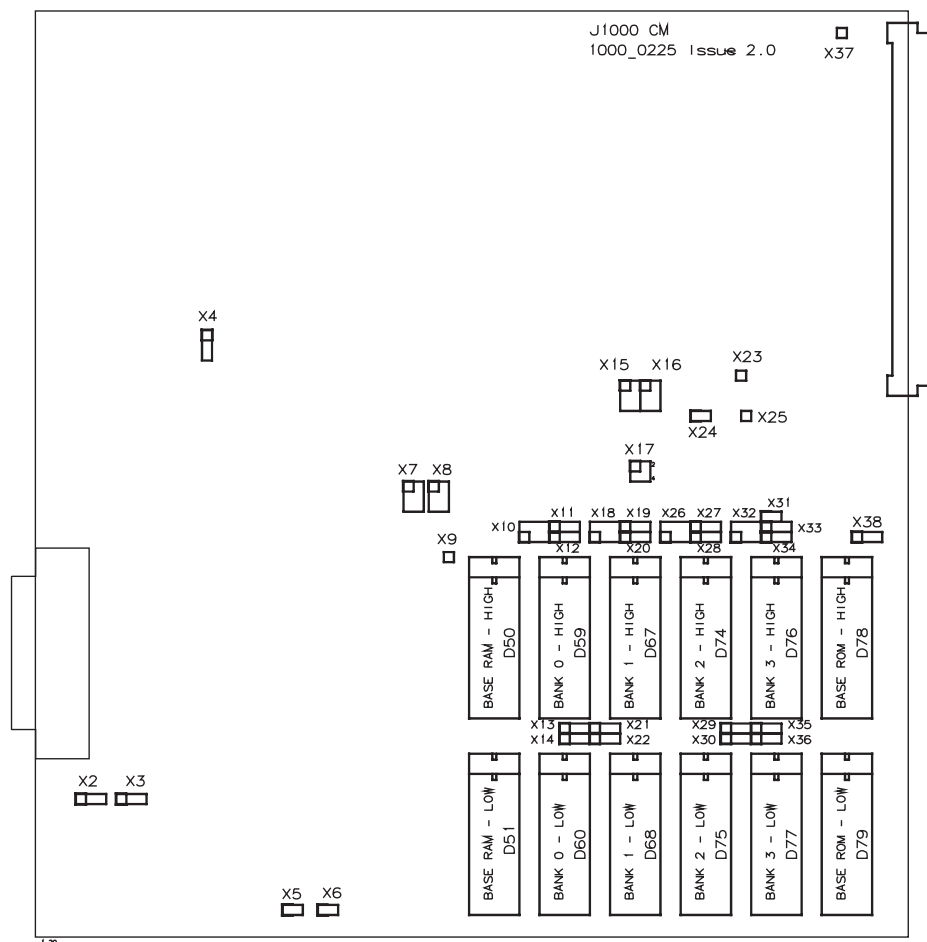 J1000 CM
1000_0225 Issue 2.0
X37
X4
X15 X16
X23
X24
X25
X17
2
4
X7 X8
X9
X10
X11
X18
X19
X26
X27
X32
X31
X33
X38
X12
X20
X28
X34
BASE RAM - HIGH
D50
BANK 0 - HIGH
D59
BANK 1 - HIGH
D67
BANK 2 - HIGH
D74
BANK 3 - HIGH
D76
BASE ROM - HIGH
D78
X13
X14
X21
X22
X29
X30
X35
X36
X2 X3
BASE RAM - LOW
D51
BANK 0 - LOW
D60
BANK 1 - LOW
D68
BANK 2 - LOW
D75
BANK 3 - LOW
D77
BASE ROM - LOW
D79
X5 X6